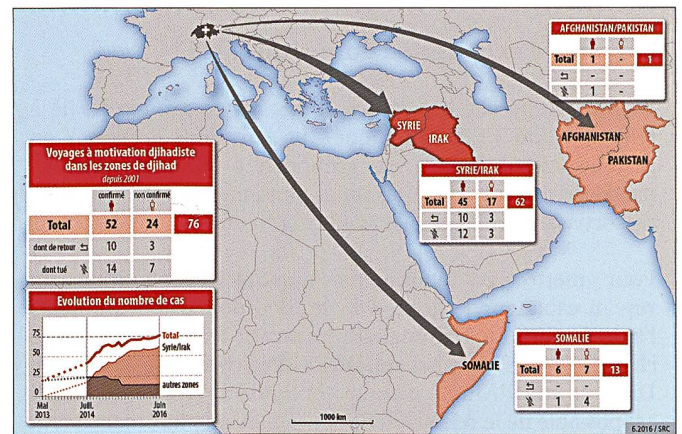 AFGHANISTAN/PAKISTAN
Total 1 - 1
- -
1 -
SYRIE
IRAK
AFGHANISTAN
PAKISTAN
Voyages à motivation djihadiste
dans les zones de djihad
depuis 2001
confirmé non confirmé
Total 52 24 76
dont de retour 10 3
dont tué 14 7
SYRIE/IRAK
Total 45 17 62
10 3
12 3
Evolution du nombre de cas
75
50
25
0
Total
Syrie/Irak
autres zones
Mai
2013
Juill.
2014
Juin
2016
SOMALIE
SOMALIE
Total 6 7 13
- -
1 4
1000 km
6.2016 / SRC